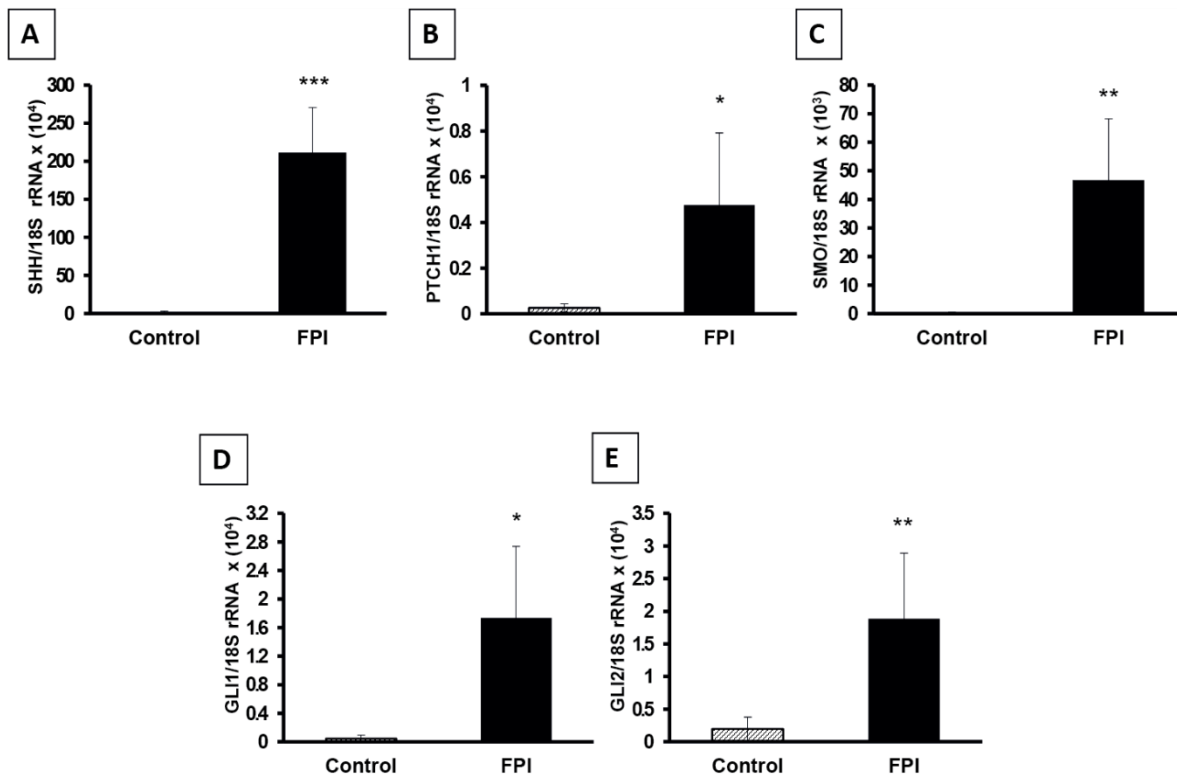 A
SHH/18S rRNA x (10⁴)
300
250
200
150
100
50
0
***
Control
FPI
B
PTCH1/18S rRNA x (10⁴)
1
0.8
0.6
0.4
0.2
0
*
Control
FPI
C
SMO/18S rRNA x (10³)
80
70
60
50
40
30
20
10
0
**
Control
FPI
D
GLI1/18S rRNA x (10⁴)
3.2
2.8
2.4
2
1.6
1.2
0.8
0.4
0
*
Control
FPI
E
GLI2/18S rRNA x (10⁴)
3.5
3
2.5
2
1.5
1
0.5
0
**
Control
FPI